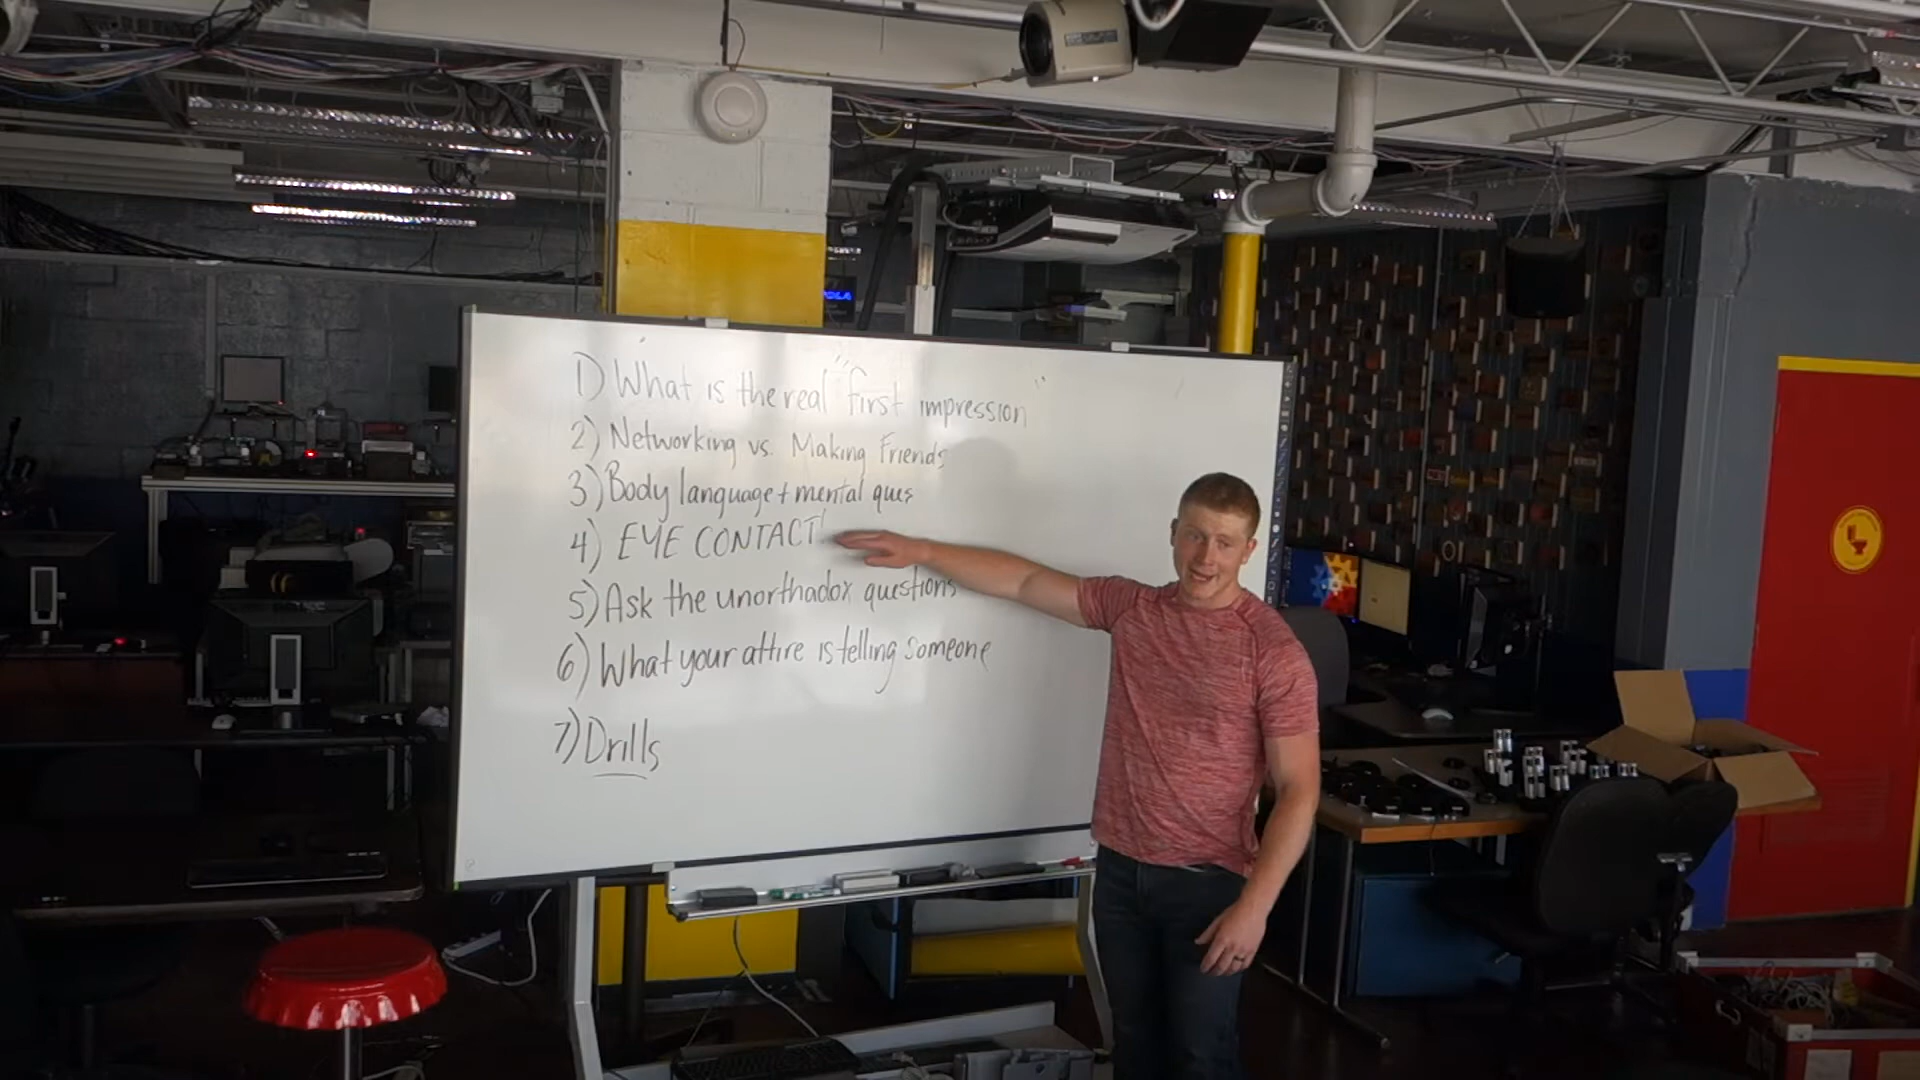 1) What is the real "first impression"
2) Networking vs. Making Friends
3) Body language + mental ques
4) EYE CONTACT!
5) Ask the unorthadox questions
6) What your attire is telling someone
7) Drills